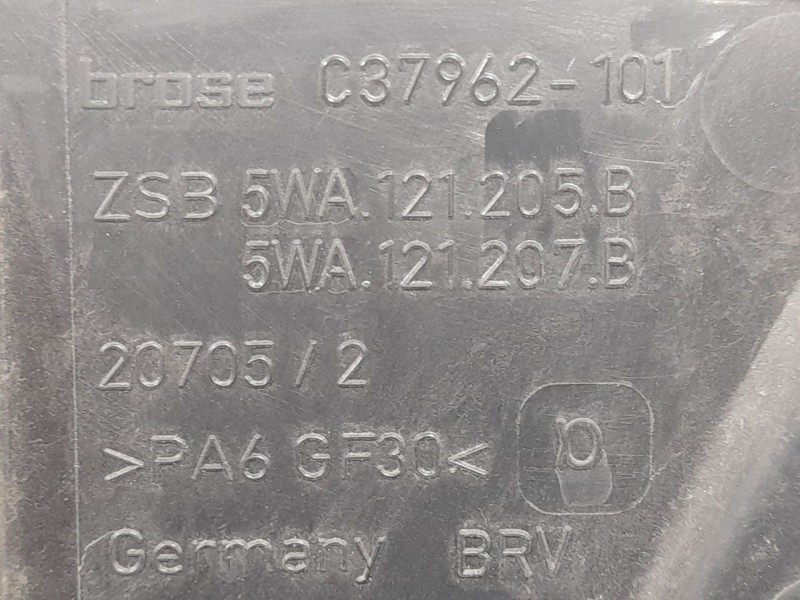 brose C37962-101
ZSB 5WA.121.205.B
5WA.121.207.B
20705 / 2
>PA6 GF30<
Germany BRV